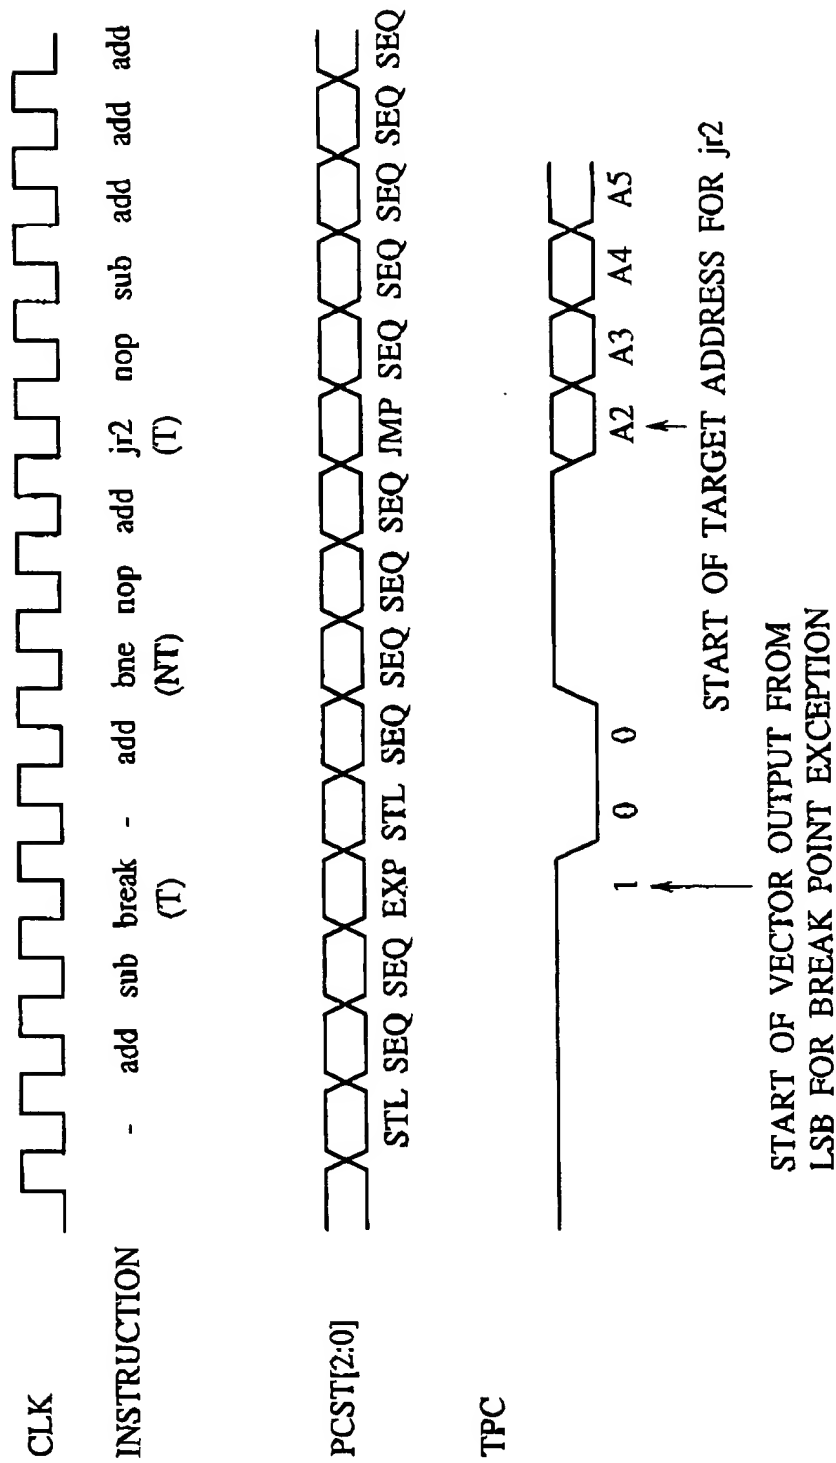 CLK
INSTRUCTION - add sub break - add bne nop add jr2 nop sub add add add
(T) (NT) (T)
PCST[2:0]
STL SEQ SEQ EXP STL SEQ SEQ SEQ SEQ JMP SEQ SEQ SEQ SEQ SEQ
TPC
1 0 0 A2 A3 A4 A5
START OF TARGET ADDRESS FOR jr2
START OF VECTOR OUTPUT FROM
LSB FOR BREAK POINT EXCEPTION